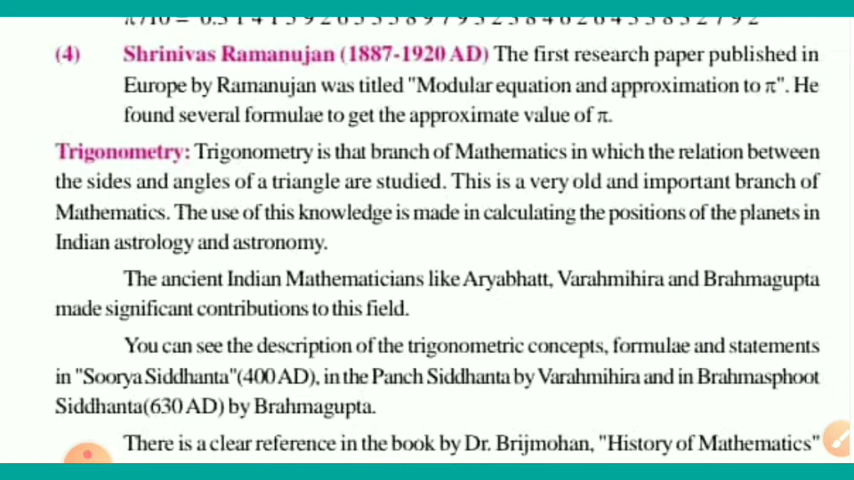 (4) Shrinivas Ramanujan (1887-1920 AD) The first research paper published in
Europe by Ramanujan was titled "Modular equation and approximation to π". He
found several formulae to get the approximate value of π.
Trigonometry: Trigonometry is that branch of Mathematics in which the relation between
the sides and angles of a triangle are studied. This is a very old and important branch of
Mathematics. The use of this knowledge is made in calculating the positions of the planets in
Indian astrology and astronomy.
The ancient Indian Mathematicians like Aryabhatt, Varahmihira and Brahmagupta
made significant contributions to this field.
You can see the description of the trigonometric concepts, formulae and statements
in "Soorya Siddhanta"(400 AD), in the Panch Siddhanta by Varahmihira and in Brahmasphoot
Siddhanta(630 AD) by Brahmagupta.
There is a clear reference in the book by Dr. Brijmohan, "History of Mathematics"